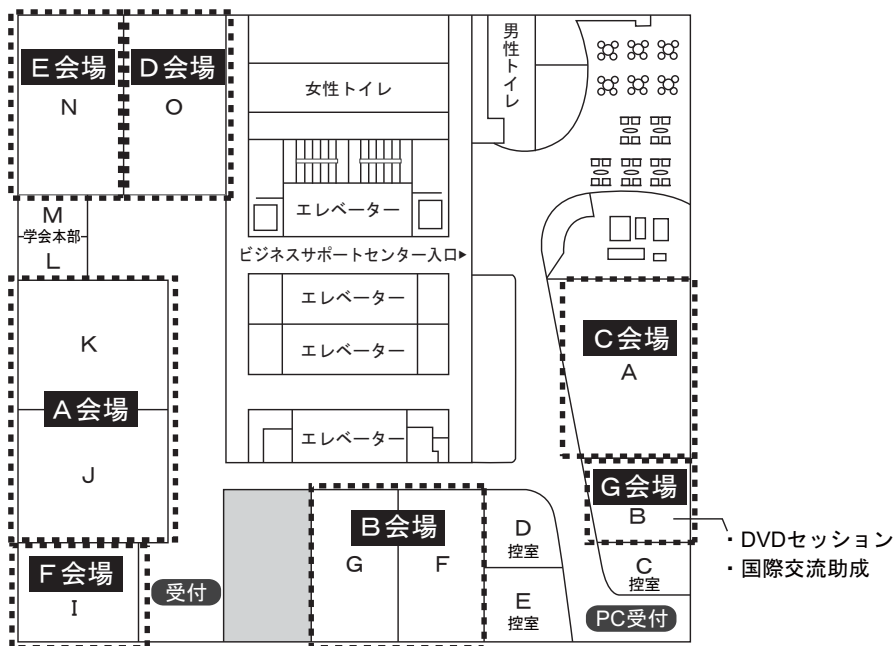 E会場
N
D会場
O
女性トイレ
男性トイレ
エレベーター
M
学会本部
L
ビジネスサポートセンター入口▶
エレベーター
エレベーター
K
A会場
J
C会場
A
エレベーター
G会場
B
・DVDセッション
・国際交流助成
B会場
G
F
D
控室
E
控室
C
控室
F会場
I
受付
PC受付